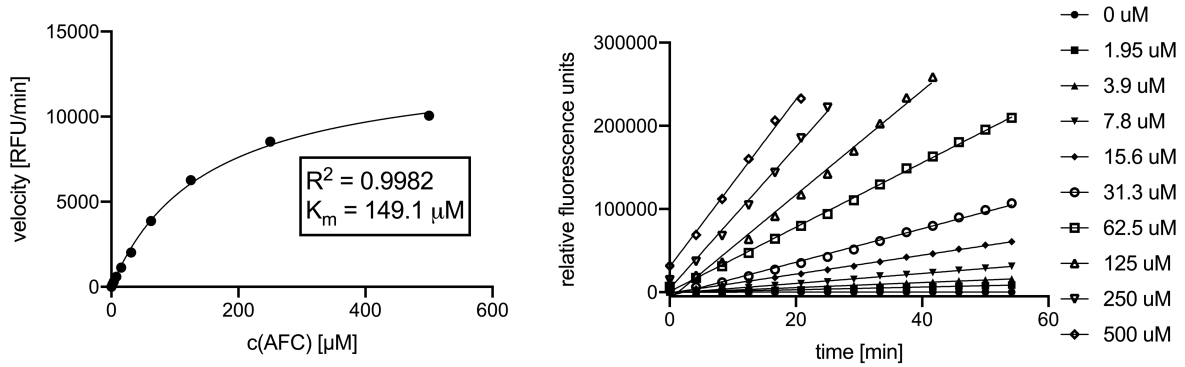 15000
10000
5000
0
0
200
400
600
velocity [RFU/min]
c(AFC) [µM]
R² = 0.9982
Kₘ = 149.1 µM
300000
200000
100000
0
0
20
40
60
relative fluorescence units
time [min]
0 uM
1.95 uM
3.9 uM
7.8 uM
15.6 uM
31.3 uM
62.5 uM
125 uM
250 uM
500 uM